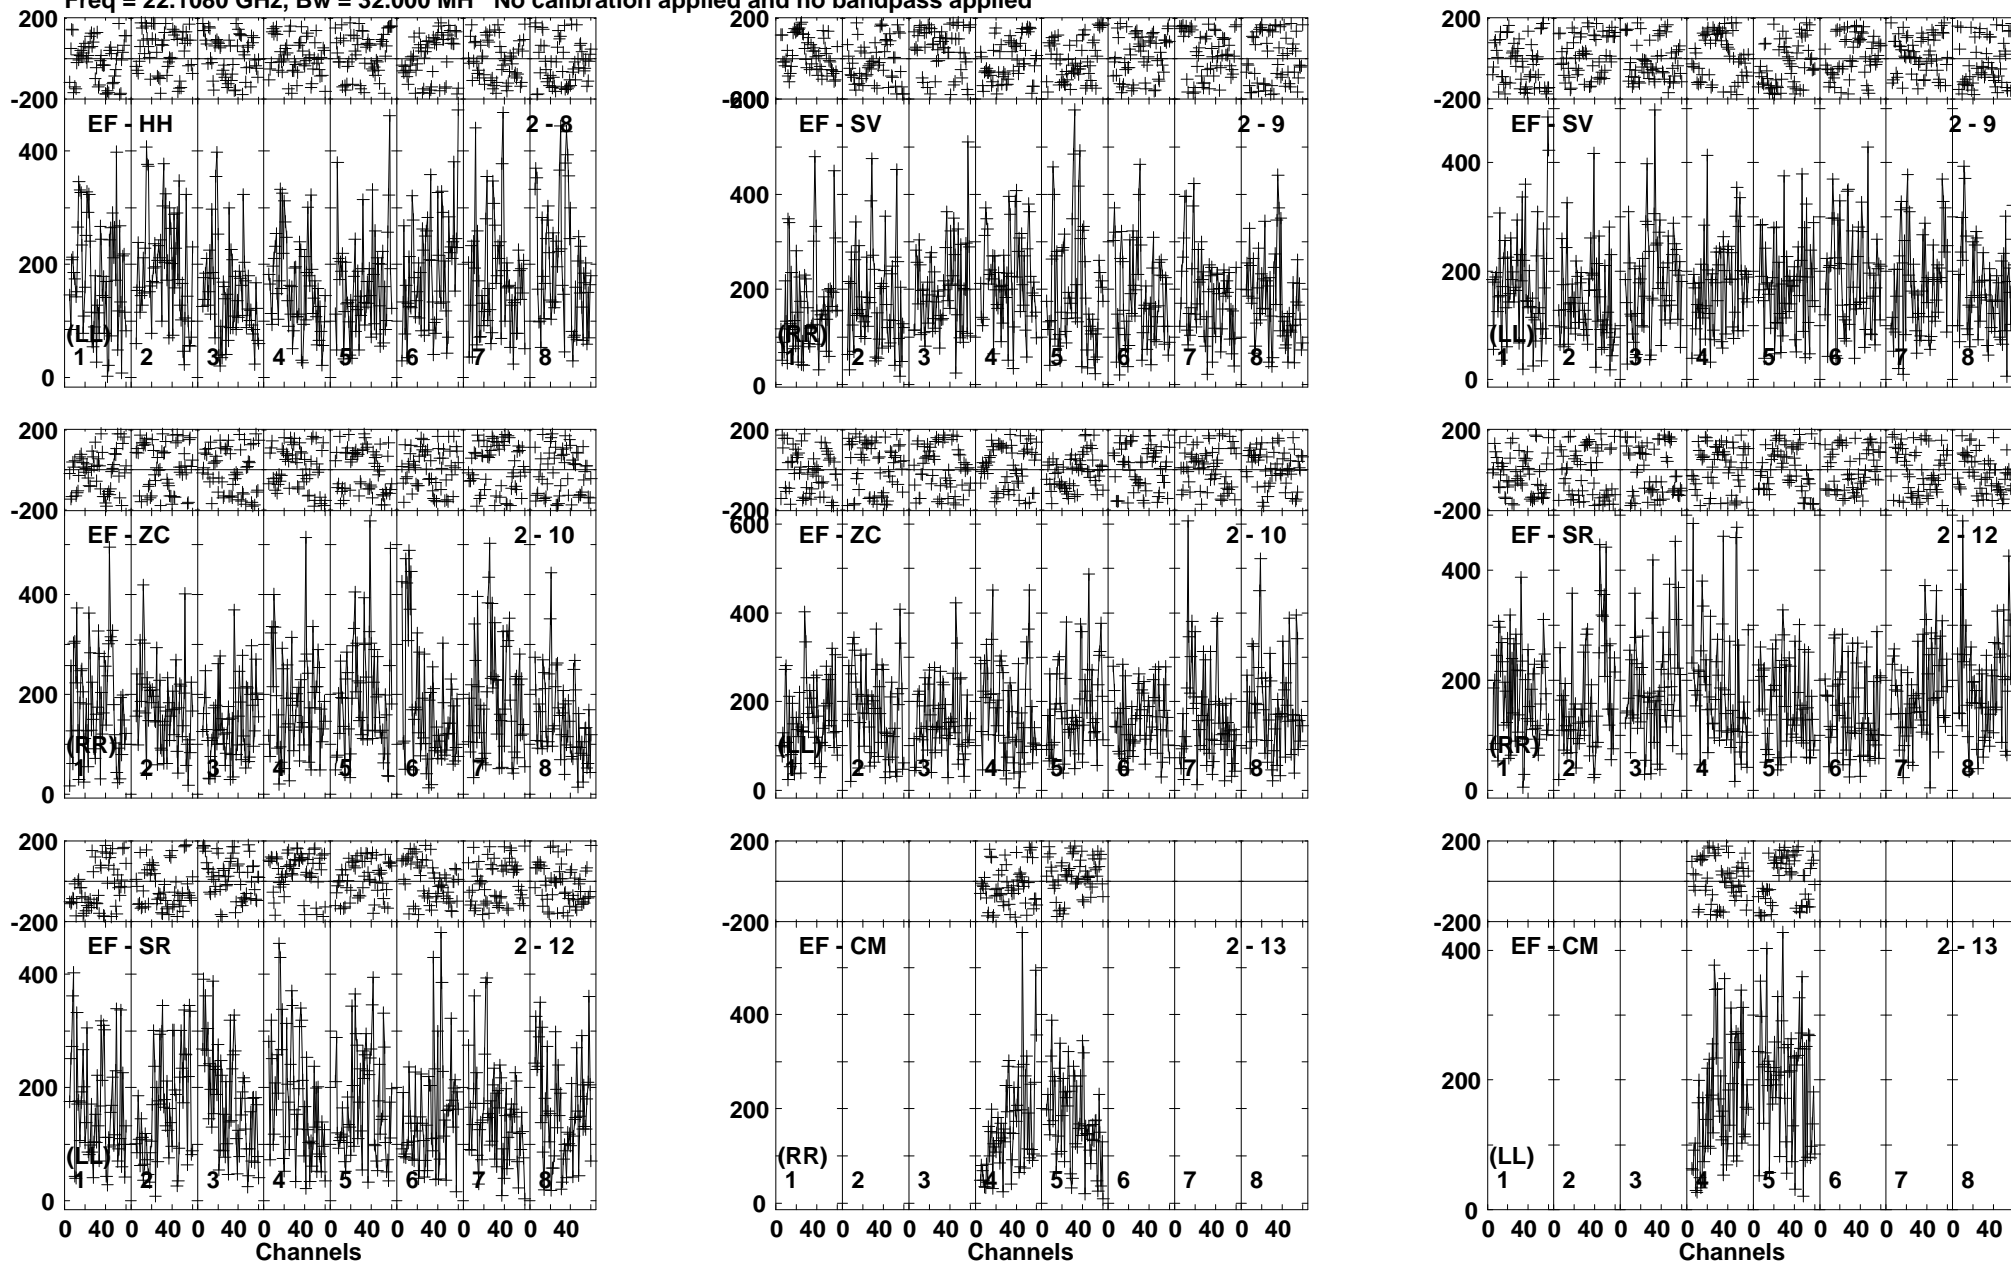 Freq = 22.1080 GHz, Bw = 32.000 MH No calibration applied and no bandpass applied
200 200 200
-200 -200 -200
600
EF - HH 2 - 8 EF - SV 2 - 9 EF - SV 2 - 9
400 400 400
200 200 200
(LL) (RR) (LL)
1 2 3 4 5 6 7 8 1 2 3 4 5 6 7 8 1 2 3 4 5 6 7 8
0 0 0
200 200 200
-200 -200 -200
600
EF - ZC 2 - 10 EF - ZC 2 - 10 EF - SR 2 - 12
400 400 400
200 200 200
(RR) (LL) (RR)
1 2 3 4 5 6 7 8 1 2 3 4 5 6 7 8 1 2 3 4 5 6 7 8
0 0 0
200 200 200
-200 -200 -200
EF - SR 2 - 12 EF - CM 2 - 13 EF - CM 2 - 13
400 400 400
200 200 200
(LL) (RR) (LL)
1 2 3 4 5 6 7 8 1 2 3 4 5 6 7 8 1 2 3 4 5 6 7 8
0 0 0
0 40 0 40 0 40 0 40 0 40 0 40 0 40 0 40 0 40 0 40 0 40 0 40 0 40 0 40 0 40 0 40 0 40 0 40 0 40 0 40 0 40 0 40 0 40 0 40
Channels Channels Channels